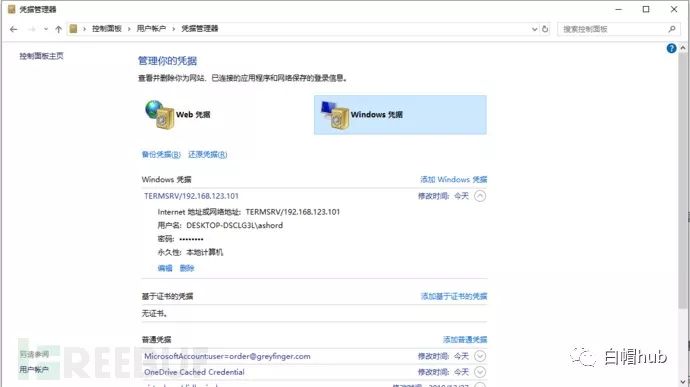 凭据管理器
控制面板 › 用户帐户 › 凭据管理器
搜索控制面板
控制面板主页
管理你的凭据
查看并删除你为网站、已连接的应用程序和网络保存的登录信息。
Web 凭据
Windows 凭据
备份凭据(B) 还原凭据(R)
Windows 凭据 添加 Windows 凭据
TERMSRV/192.168.123.101 修改时间: 今天
Internet 地址或网络地址: TERMSRV/192.168.123.101
用户名: DESKTOP-DSCLG3L\ashord
密码: ••••••••
永久性: 本地计算机
编辑 删除
基于证书的凭据 添加基于证书的凭据
无证书。
普通凭据 添加普通凭据
MicrosoftAccount:user=order@greyfinger.com 修改时间: 今天
OneDrive Cached Credential 修改时间: 今天
另请参阅
用户帐户
FREEBUF
白帽hub